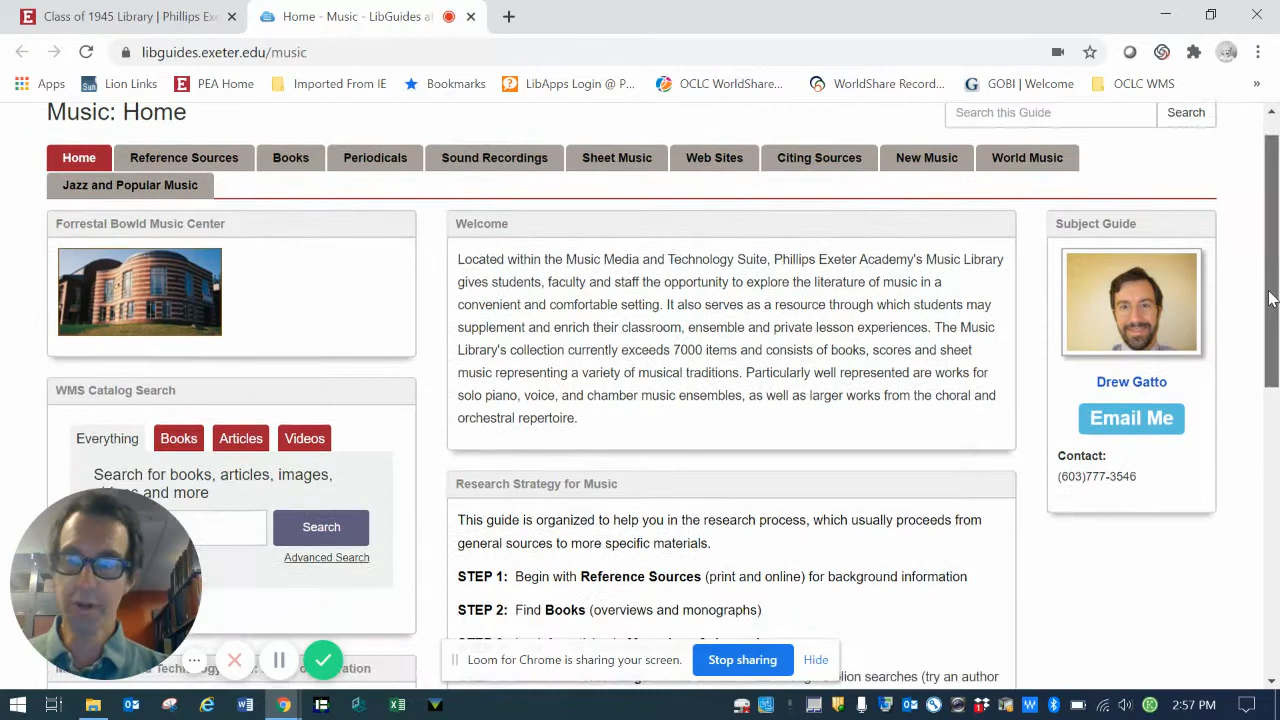 Class of 1945 Library | Phillips Exe
Home - Music - LibGuides at
libguides.exeter.edu/music
Apps
Lion Links
PEA Home
Imported From IE
Bookmarks
LibApps Login @ P...
OCLC WorldShare...
WorldShare Record...
GOBI | Welcome
OCLC WMS
»
Music: Home
Search this Guide
Search
Home
Reference Sources
Books
Periodicals
Sound Recordings
Sheet Music
Web Sites
Citing Sources
New Music
World Music
Jazz and Popular Music
Forrestal Bowld Music Center
WMS Catalog Search
Everything
Books
Articles
Videos
Search for books, articles, images,
and more
Search
Advanced Search
Welcome
Located within the Music Media and Technology Suite, Phillips Exeter Academy's Music Library
gives students, faculty and staff the opportunity to explore the literature of music in a
convenient and comfortable setting. It also serves as a resource through which students may
supplement and enrich their classroom, ensemble and private lesson experiences. The Music
Library's collection currently exceeds 7000 items and consists of books, scores and sheet
music representing a variety of musical traditions. Particularly well represented are works for
solo piano, voice, and chamber music ensembles, as well as larger works from the choral and
orchestral repertoire.
Research Strategy for Music
This guide is organized to help you in the research process, which usually proceeds from
general sources to more specific materials.
STEP 1: Begin with Reference Sources (print and online) for background information
STEP 2: Find Books (overviews and monographs)
searches (try an author
Subject Guide
Drew Gatto
Email Me
Contact:
(603)777-3546
Loom for Chrome is sharing your screen.
Stop sharing
Hide
2:57 PM